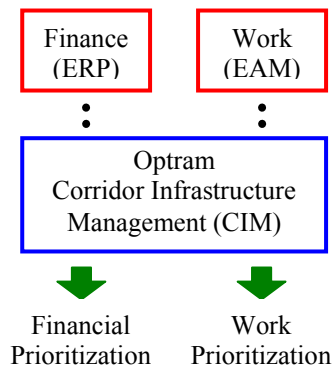 Finance
(ERP)
Work
(EAM)
Optram
Corridor Infrastructure
Management (CIM)
Financial
Prioritization
Work
Prioritization